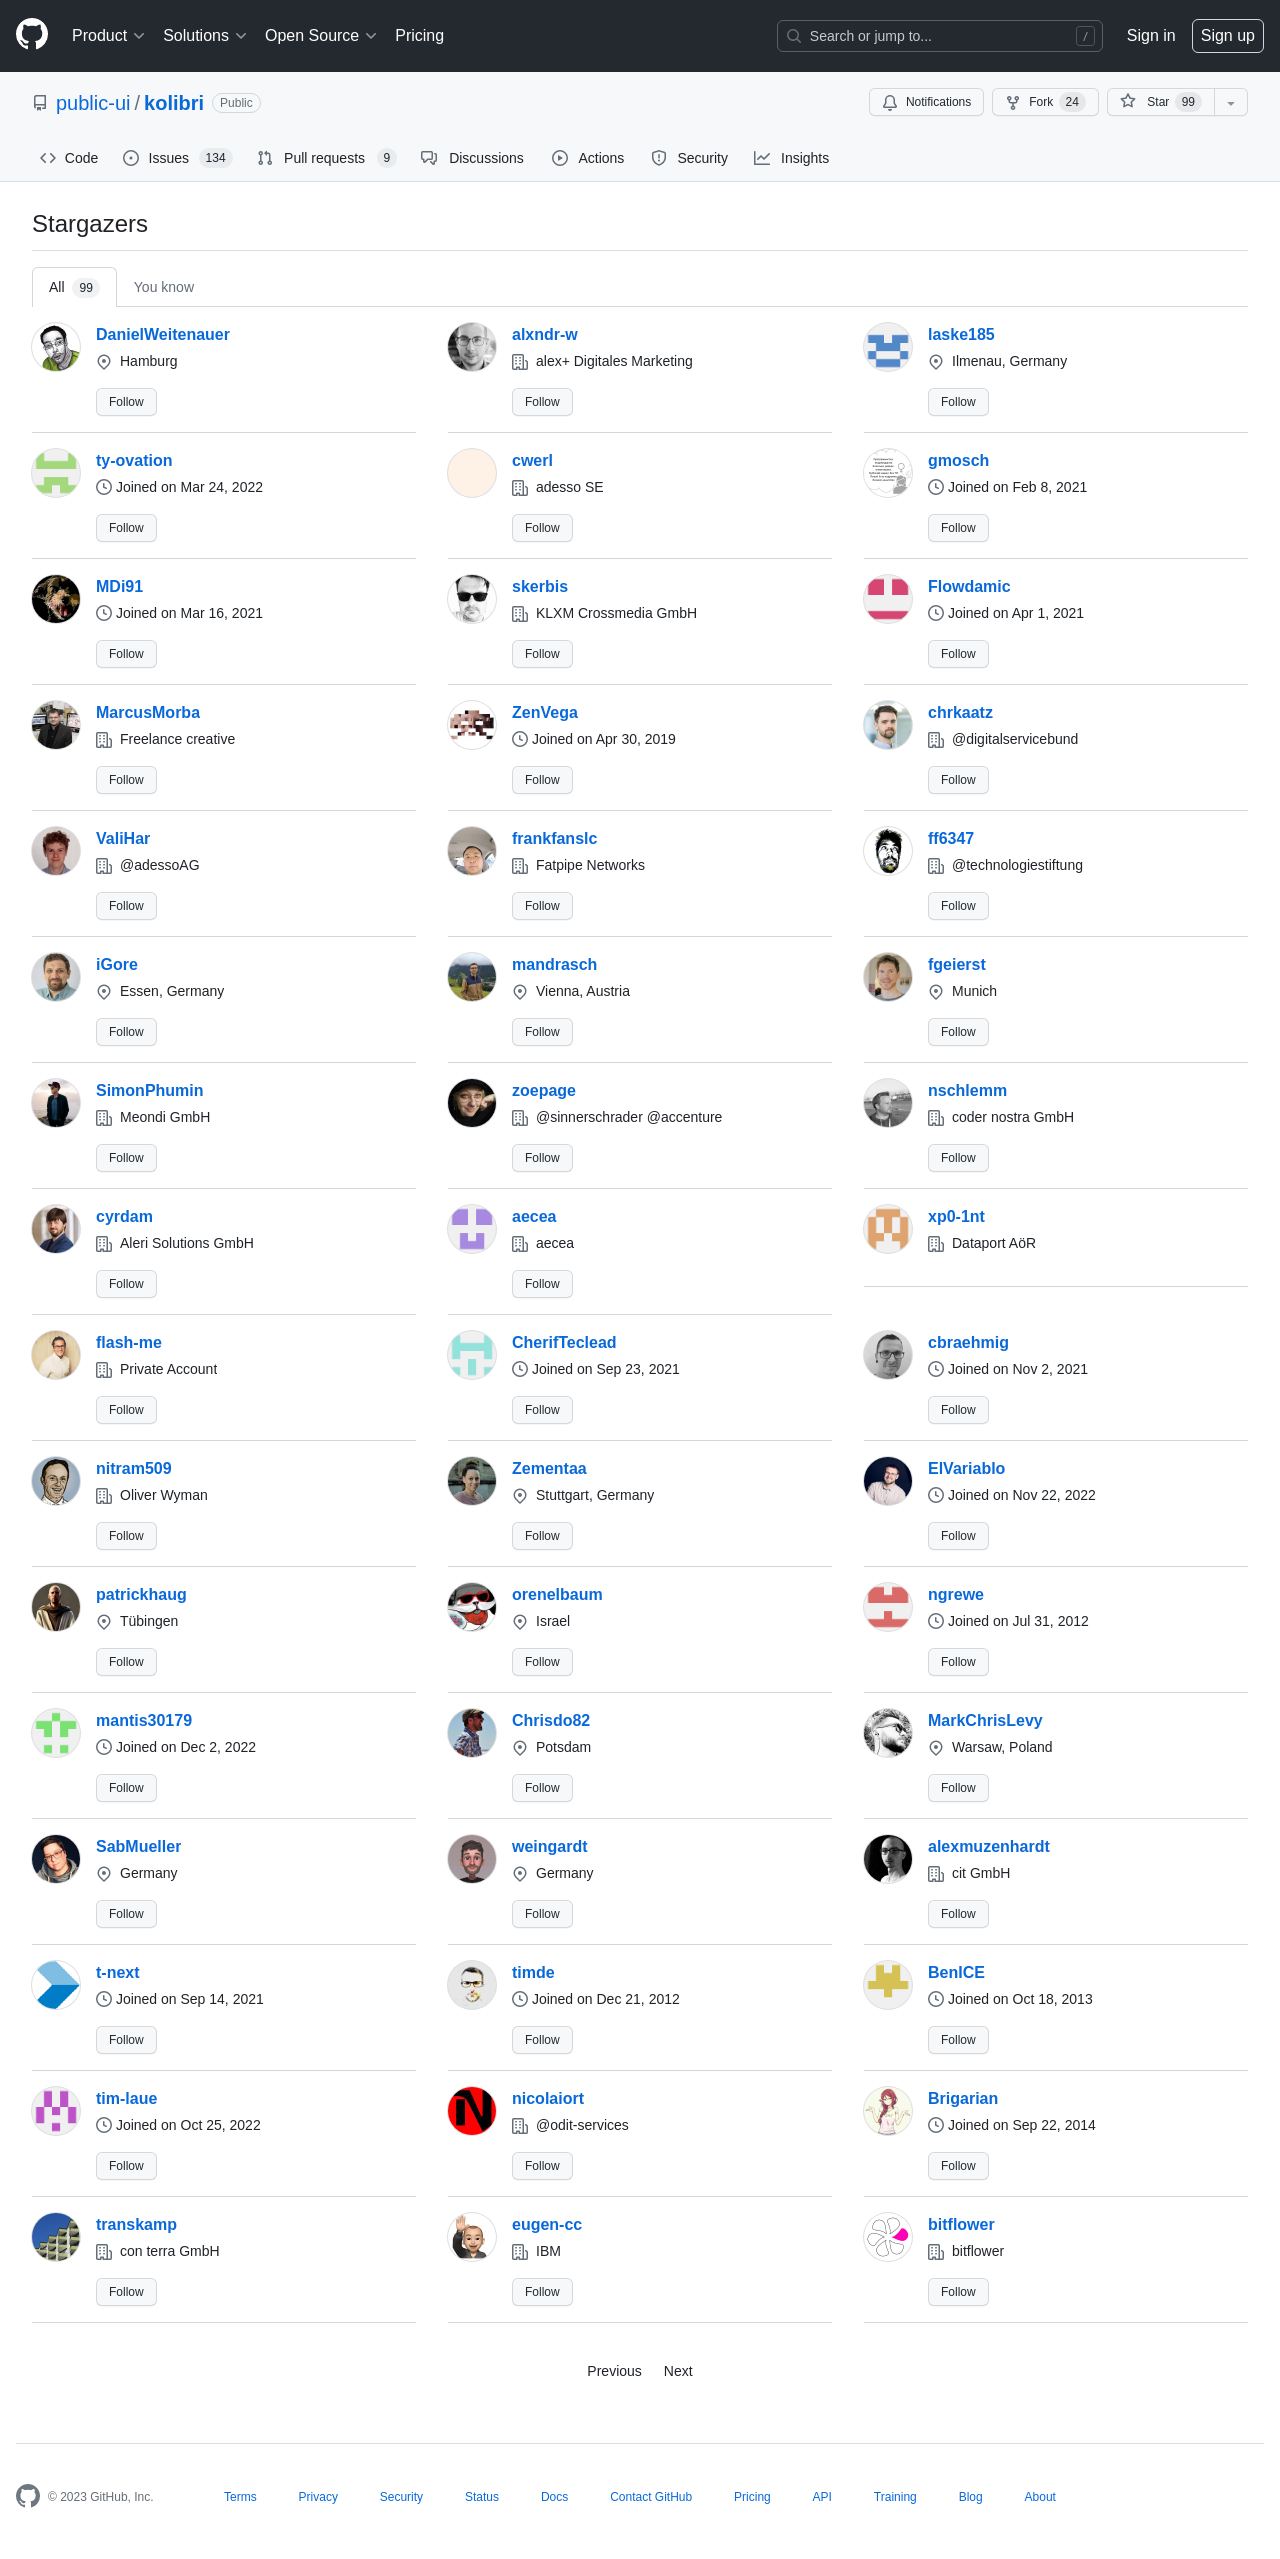 Product Solutions Open Source Pricing Search or jump to... / Sign in Sign up
public-ui / kolibri Public Notifications Fork 24 Star 99
Code Issues 134 Pull requests 9 Discussions Actions Security Insights
Stargazers
All 99 You know
DanielWeitenauer alxndr-w laske185
Hamburg alex+ Digitales Marketing Ilmenau, Germany
Follow Follow Follow
ty-ovation cwerl gmosch
Joined on Mar 24, 2022 adesso SE Joined on Feb 8, 2021
Follow Follow Follow
MDi91 skerbis Flowdamic
Joined on Mar 16, 2021 KLXM Crossmedia GmbH Joined on Apr 1, 2021
Follow Follow Follow
MarcusMorba ZenVega chrkaatz
Freelance creative Joined on Apr 30, 2019 @digitalservicebund
Follow Follow Follow
ValiHar frankfanslc ff6347
@adessoAG Fatpipe Networks @technologiestiftung
Follow Follow Follow
iGore mandrasch fgeierst
Essen, Germany Vienna, Austria Munich
Follow Follow Follow
SimonPhumin zoepage nschlemm
Meondi GmbH @sinnerschrader @accenture coder nostra GmbH
Follow Follow Follow
cyrdam aecea xp0-1nt
Aleri Solutions GmbH aecea Dataport AöR
Follow Follow
flash-me CherifTeclead cbraehmig
Private Account Joined on Sep 23, 2021 Joined on Nov 2, 2021
Follow Follow Follow
nitram509 Zementaa ElVariablo
Oliver Wyman Stuttgart, Germany Joined on Nov 22, 2022
Follow Follow Follow
patrickhaug orenelbaum ngrewe
Tübingen Israel Joined on Jul 31, 2012
Follow Follow Follow
mantis30179 Chrisdo82 MarkChrisLevy
Joined on Dec 2, 2022 Potsdam Warsaw, Poland
Follow Follow Follow
SabMueller weingardt alexmuzenhardt
Germany Germany cit GmbH
Follow Follow Follow
t-next timde BenICE
Joined on Sep 14, 2021 Joined on Dec 21, 2012 Joined on Oct 18, 2013
Follow Follow Follow
tim-laue nicolaiort Brigarian
Joined on Oct 25, 2022 @odit-services Joined on Sep 22, 2014
Follow Follow Follow
transkamp eugen-cc bitflower
con terra GmbH IBM bitflower
Follow Follow Follow
Previous Next
© 2023 GitHub, Inc. Terms Privacy Security Status Docs Contact GitHub Pricing API Training Blog About